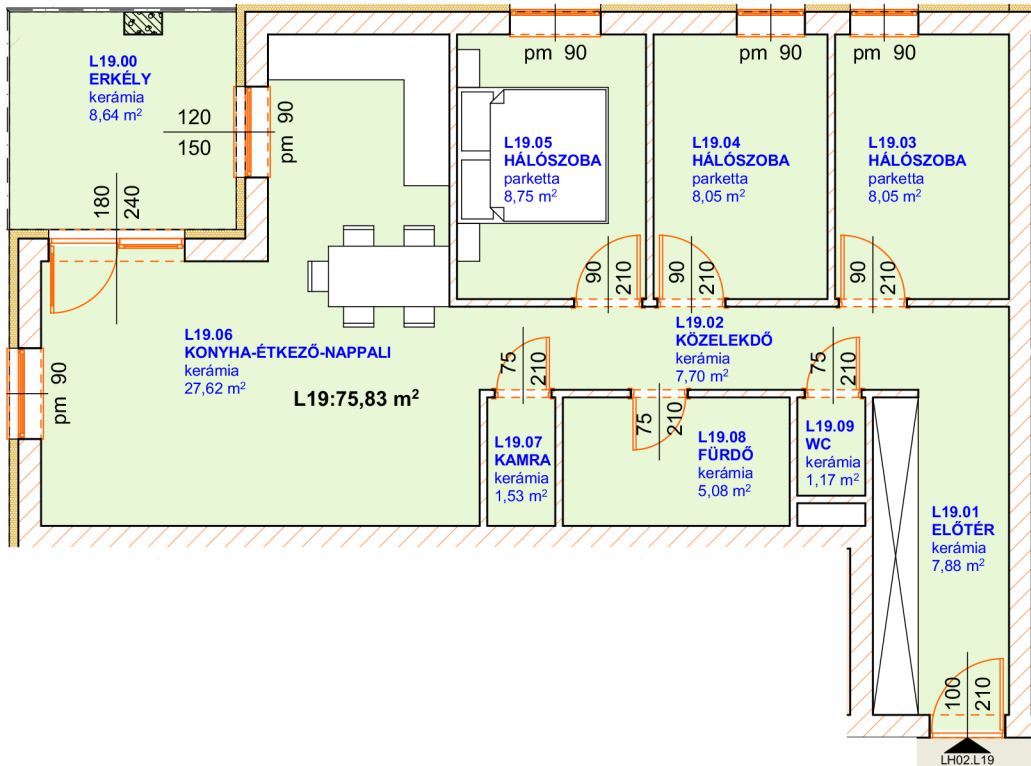 pm 90
pm 90
pm 90
L19.00
ERKÉLY
kerámia
8,64 m²
120
150
pm 90
180
240
L19.05
HÁLÓSZOBA
parketta
8,75 m²
L19.04
HÁLÓSZOBA
parketta
8,05 m²
L19.03
HÁLÓSZOBA
parketta
8,05 m²
90
210
90
210
90
210
L19.06
KONYHA-ÉTKEZŐ-NAPPALI
kerámia
27,62 m²
L19:75,83 m²
pm 90
L19.02
KÖZELEKDŐ
kerámia
7,70 m²
75
210
75
210
75
210
L19.07
KAMRA
kerámia
1,53 m²
L19.08
FÜRDŐ
kerámia
5,08 m²
L19.09
WC
kerámia
1,17 m²
L19.01
ELŐTÉR
kerámia
7,88 m²
100
210
LH02.L19